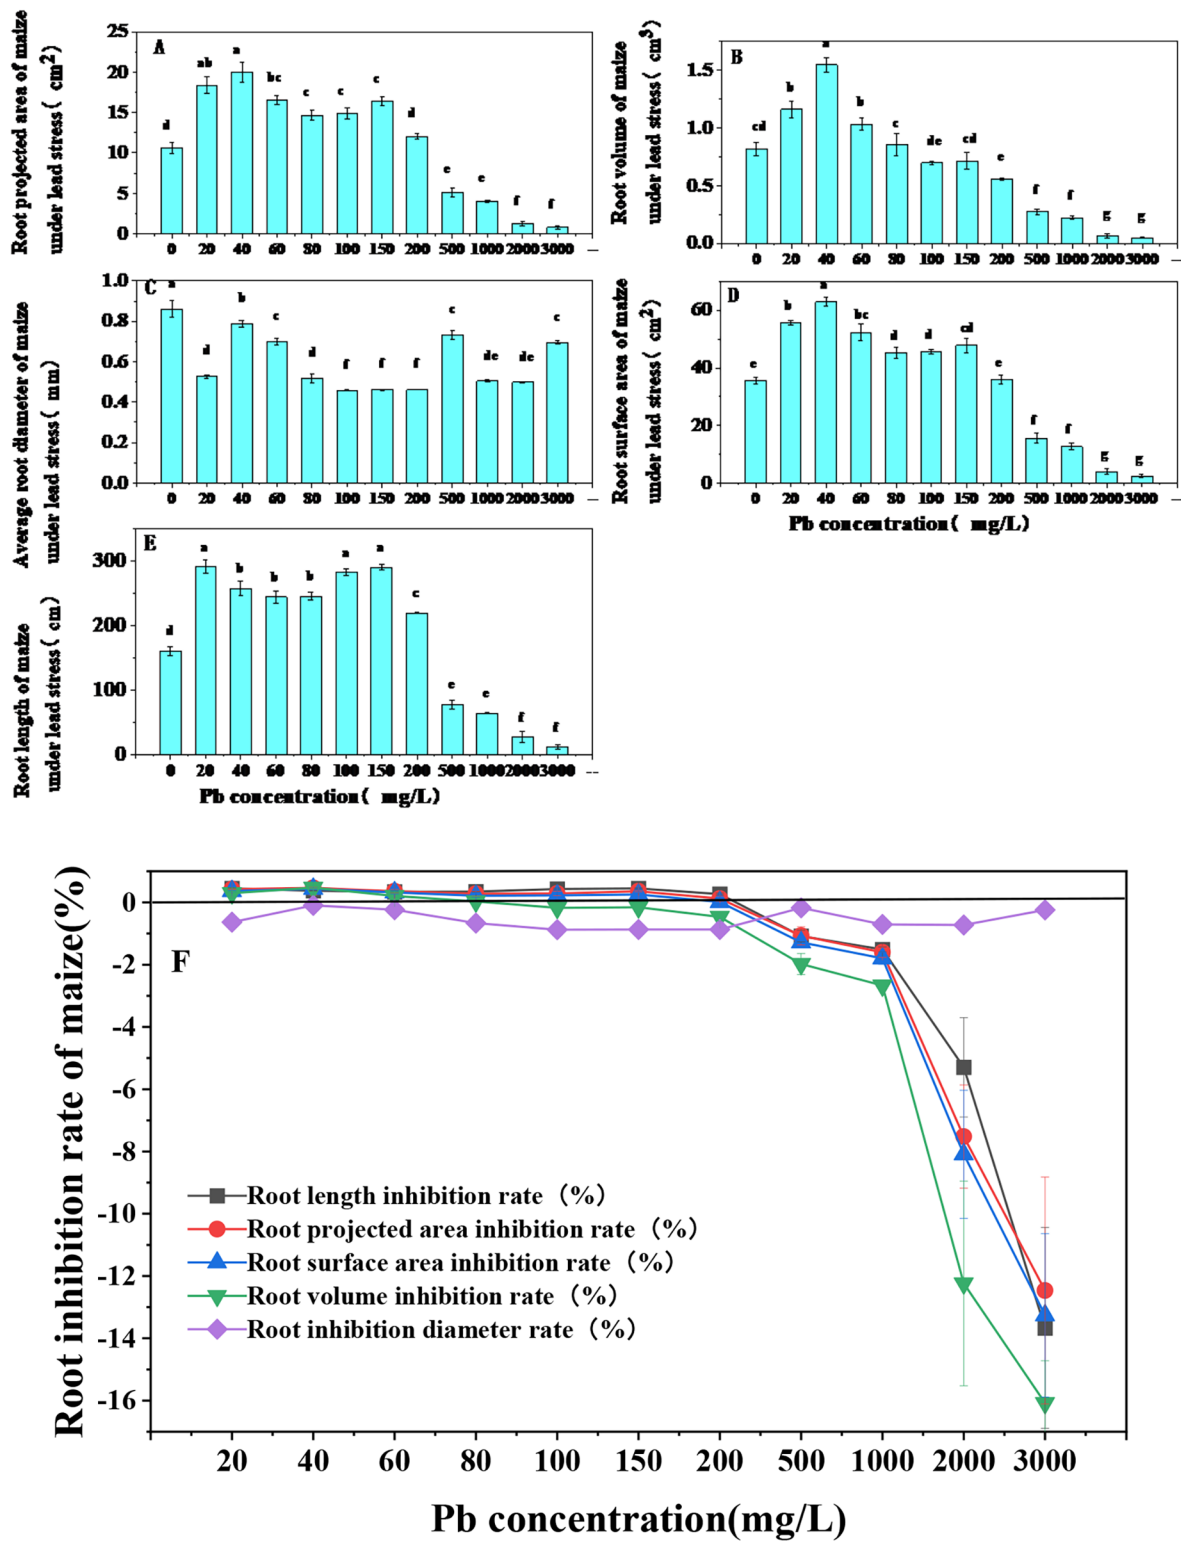 Root projected area of maize
under lead stress( cm2)
25
20
15
10
5
0
A
d
ab
a
bc
c
c
c
d
e
e
f
f
0 20 40 60 80 100 150 200 500 1000 2000 3000 --
Root volume of maize
under lead stress( cm3)
1.5
1.0
0.5
0.0
B
cd
b
a
b
c
de
cd
e
f
f
g
g
0 20 40 60 80 100 150 200 500 1000 2000 3000 --
Average root diameter of maize
under lead stress( mm)
1.0
0.8
0.6
0.4
0.2
0.0
C
a
d
b
c
d
f
f
f
c
de
de
c
0 20 40 60 80 100 150 200 500 1000 2000 3000 --
Root surface area of maize
under lead stress( cm2)
60
40
20
0
D
e
b
a
bc
d
d
cd
e
f
f
g
g
0 20 40 60 80 100 150 200 500 1000 2000 3000 --
Pb concentration( mg/L)
Root length of maize
under lead stress( cm)
300
200
100
0
E
d
a
b
b
b
a
a
c
e
e
f
f
0 20 40 60 80 100 150 200 500 1000 2000 3000 --
Pb concentration( mg/L)
Root inhibition rate of maize(%)
0
-2
-4
-6
-8
-10
-12
-14
-16
F
Root length inhibition rate（%）
Root projected area inhibition rate（%）
Root surface area inhibition rate（%）
Root volume inhibition rate（%）
Root inhibition diameter rate（%）
20 40 60 80 100 150 200 500 1000 2000 3000
Pb concentration(mg/L)